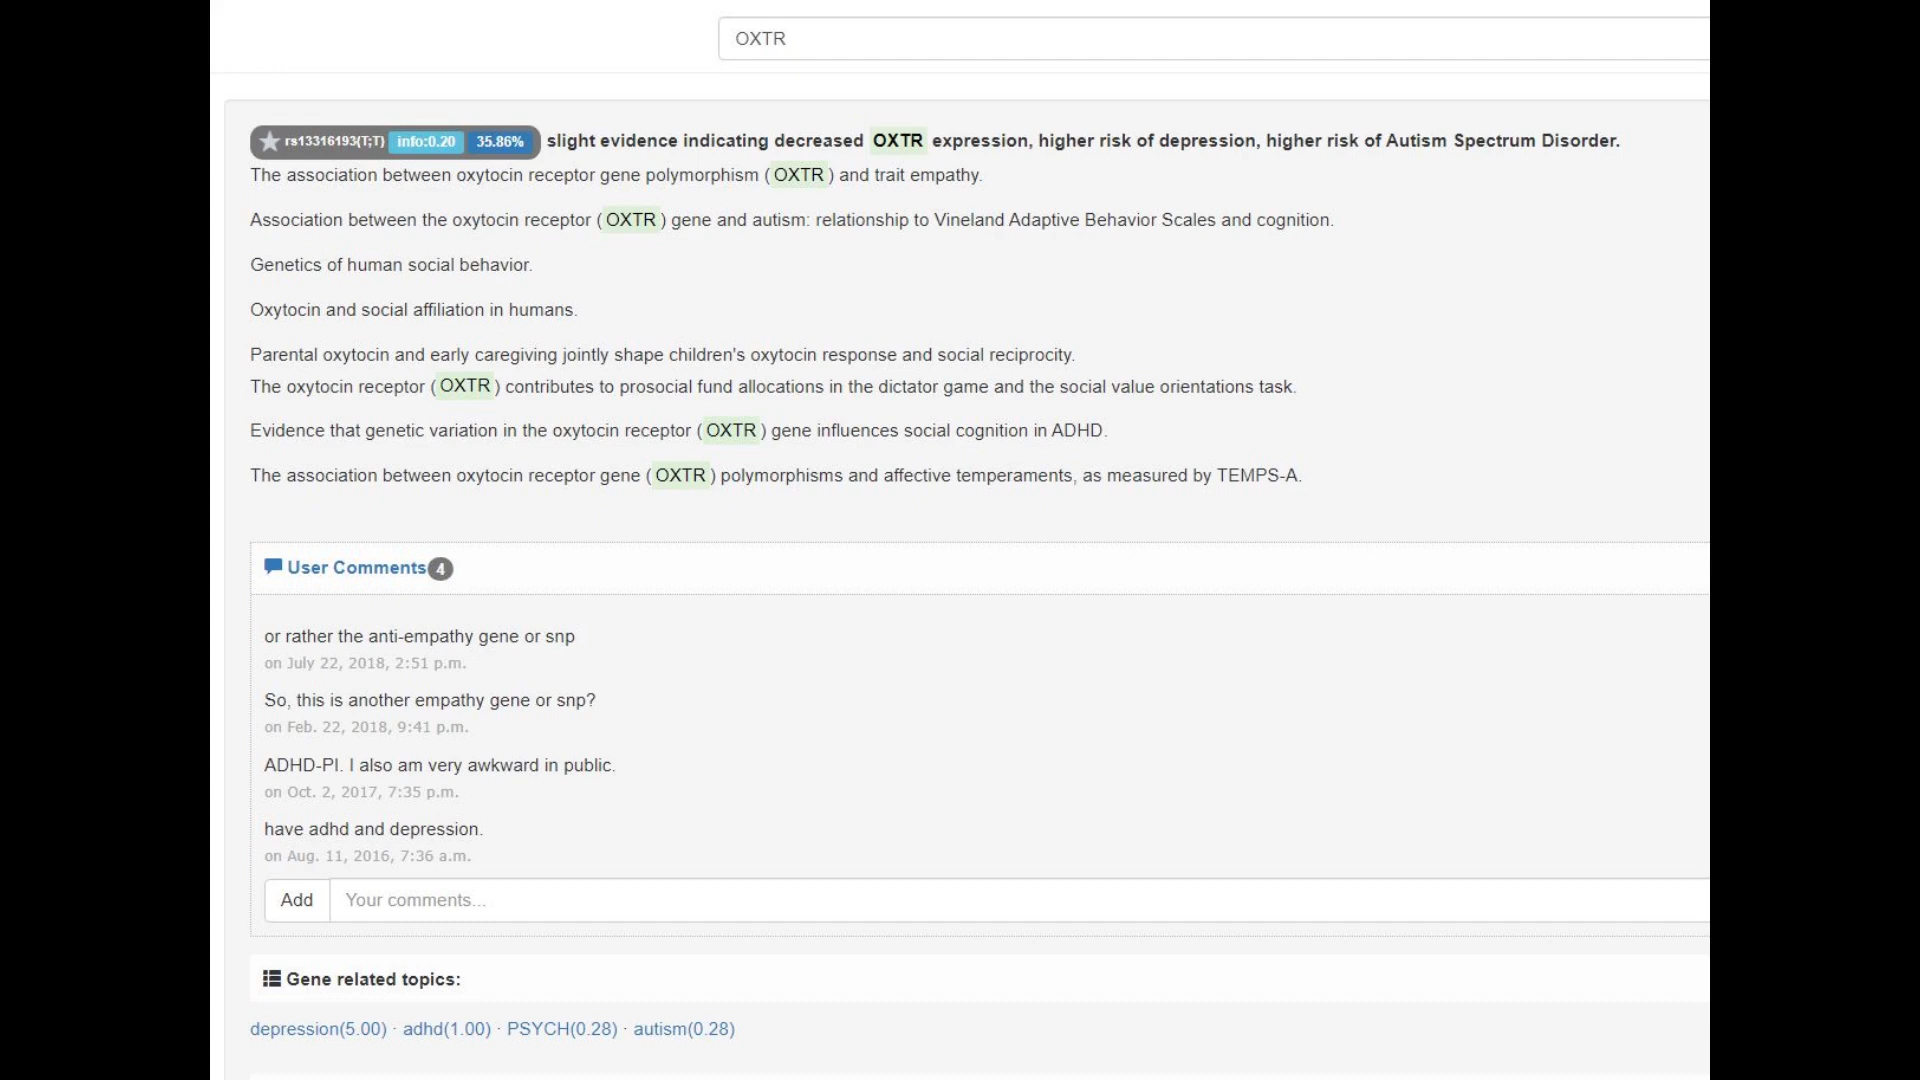 OXTR
rs13316193(T;T) info:0.20 35.86% slight evidence indicating decreased OXTR expression, higher risk of depression, higher risk of Autism Spectrum Disorder.
The association between oxytocin receptor gene polymorphism (OXTR) and trait empathy.
Association between the oxytocin receptor (OXTR) gene and autism: relationship to Vineland Adaptive Behavior Scales and cognition.
Genetics of human social behavior.
Oxytocin and social affiliation in humans.
Parental oxytocin and early caregiving jointly shape children's oxytocin response and social reciprocity.
The oxytocin receptor (OXTR) contributes to prosocial fund allocations in the dictator game and the social value orientations task.
Evidence that genetic variation in the oxytocin receptor (OXTR) gene influences social cognition in ADHD.
The association between oxytocin receptor gene (OXTR) polymorphisms and affective temperaments, as measured by TEMPS-A.
User Comments 4
or rather the anti-empathy gene or snp
on July 22, 2018, 2:51 p.m.
So, this is another empathy gene or snp?
on Feb. 22, 2018, 9:41 p.m.
ADHD-PI. I also am very awkward in public.
on Oct. 2, 2017, 7:35 p.m.
have adhd and depression.
on Aug. 11, 2016, 7:36 a.m.
Add Your comments...
Gene related topics:
depression(5.00) · adhd(1.00) · PSYCH(0.28) · autism(0.28)